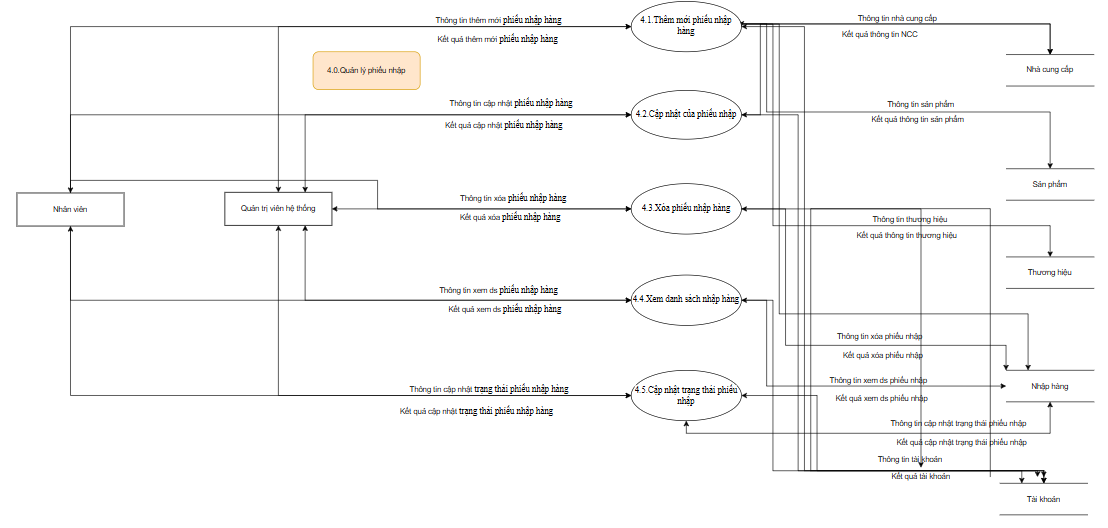 Thông tin thêm mới phiếu nhập hàng
Kết quả thêm mới phiếu nhập hàng
4.1.Thêm mới phiếu nhập
hàng
Thông tin nhà cung cấp
Kết quả thông tin NCC
4.0.Quản lý phiếu nhập
Nhà cung cấp
Thông tin cập nhật phiếu nhập hàng
Kết quả cập nhật phiếu nhập hàng
4.2.Cập nhật của phiếu nhập
Thông tin sản phẩm
Kết quả thông tin sản phẩm
Sản phẩm
Nhân viên
Quản trị viên hệ thống
Thông tin xóa phiếu nhập hàng
Kết quả xóa phiếu nhập hàng
4.3.Xóa phiếu nhập hàng
Thông tin thương hiệu
Kết quả thông tin thương hiệu
Thương hiệu
Thông tin xem ds phiếu nhập hàng
Kết quả xem ds phiếu nhập hàng
4.4.Xem danh sách nhập hàng
Thông tin xóa phiếu nhập
Kết quả xóa phiếu nhập
Thông tin xem ds phiếu nhập
Kết quả xem ds phiếu nhập
Nhập hàng
Thông tin cập nhật trạng thái phiếu nhập hàng
Kết quả cập nhật trạng thái phiếu nhập hàng
4.5.Cập nhật trạng thái phiếu
nhập
Thông tin cập nhật trạng thái phiếu nhập
Kết quả cập nhật trạng thái phiếu nhập
Thông tin tài khoản
Kết quả tài khoản
Tài khoản